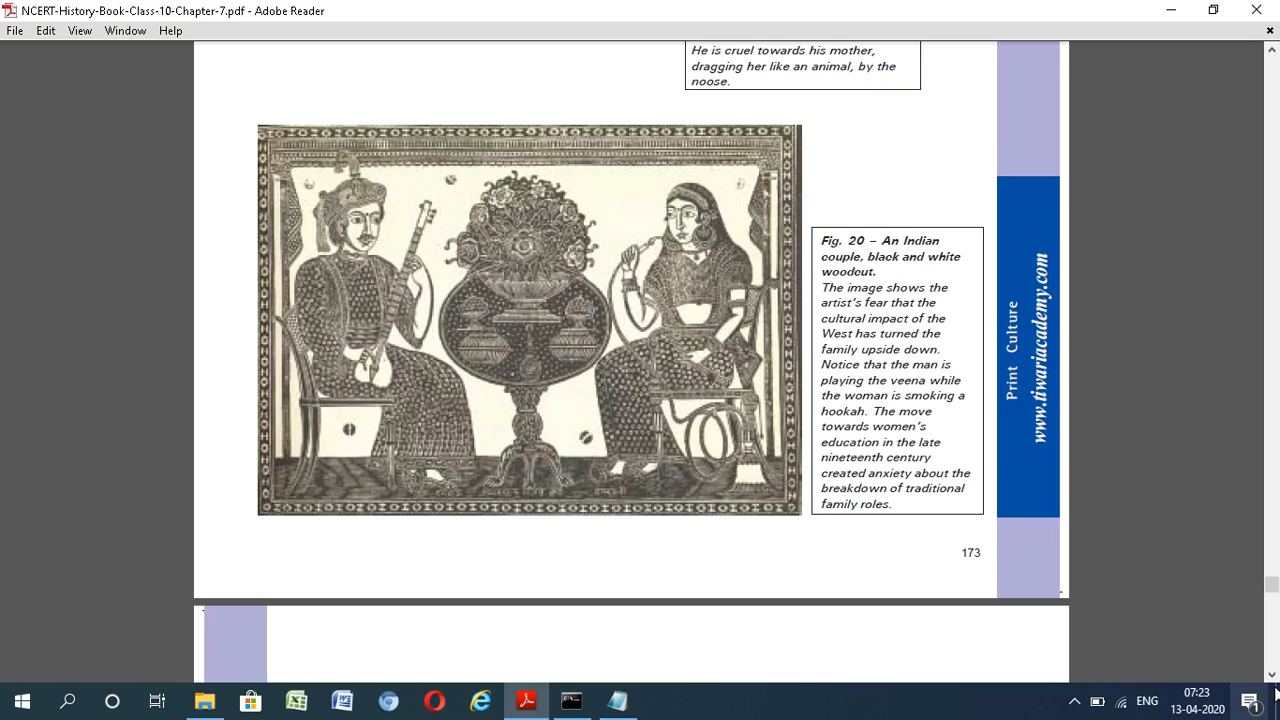 NCERT-History-Book-Class-10-Chapter-7.pdf - Adobe Reader
File Edit View Window Help
He is cruel towards his mother,
dragging her like an animal, by the
noose.
Fig. 20 – An Indian
couple, black and white
woodcut.
The image shows the
artist's fear that the
cultural impact of the
West has turned the
family upside down.
Notice that the man is
playing the veena while
the woman is smoking a
hookah. The move
towards women's
education in the late
nineteenth century
created anxiety about the
breakdown of traditional
family roles.
Print Culture
www.tiwariacademy.com
173
ENG
07:23
13-04-2020
1